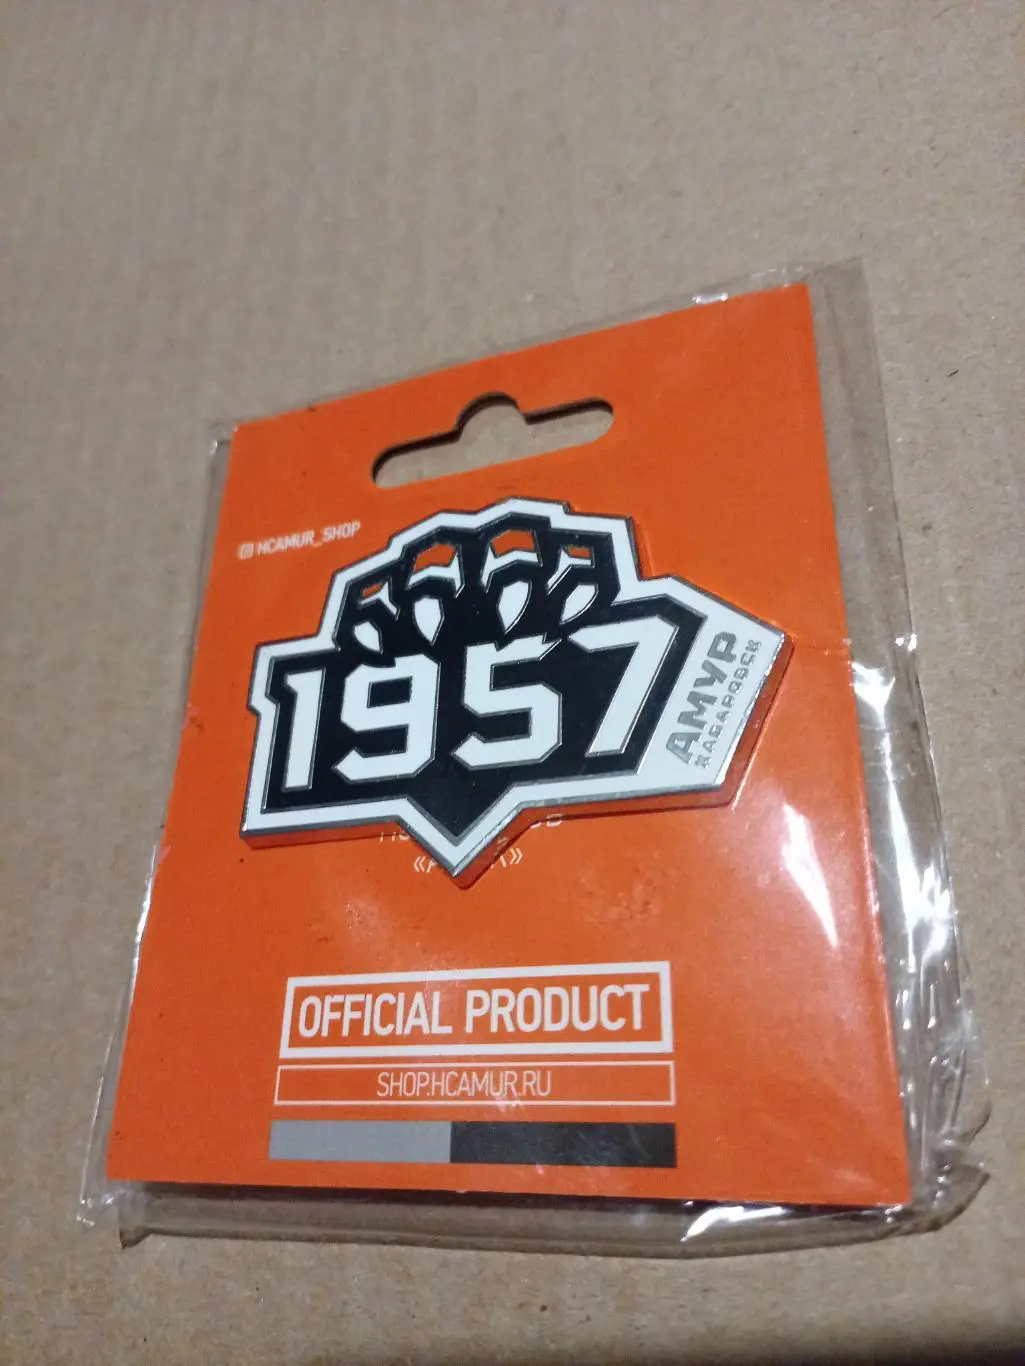 HCAMUR_SHOP
1957
АМУР
ХАБАРОВСК
OFFICIAL PRODUCT
SHOP.HCAMUR.RU